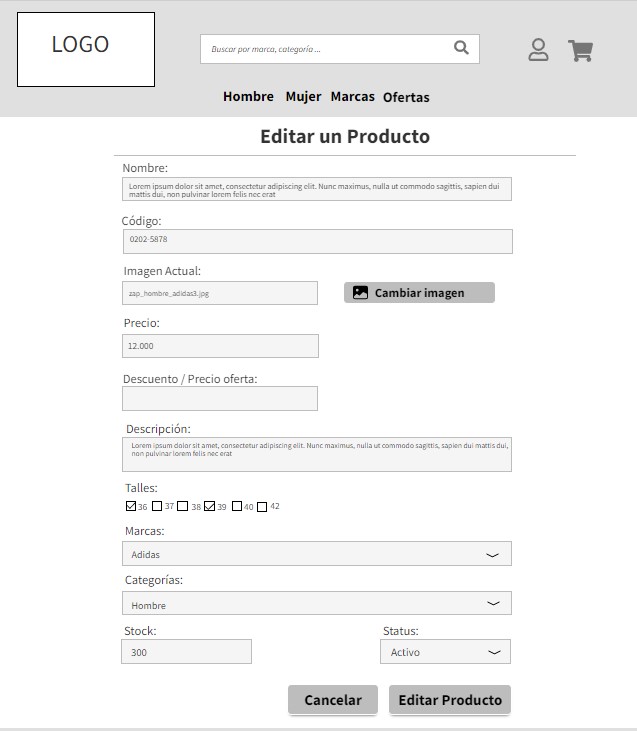 LOGO
Buscar por marca, categoría ...
Hombre Mujer Marcas Ofertas
Editar un Producto
Nombre:
Lorem ipsum dolor sit amet, consectetur adipiscing elit. Nunc maximus, nulla ut commodo sagittis, sapien dui
mattis dui, non pulvinar lorem felis nec erat
Código:
0202-5878
Imagen Actual:
zap_hombre_adidas3.jpg
Cambiar imagen
Precio:
12.000
Descuento / Precio oferta:
Descripción:
Lorem ipsum dolor sit amet, consectetur adipiscing elit. Nunc maximus, nulla ut commodo sagittis, sapien dui mattis dui,
non pulvinar lorem felis nec erat
Talles:
36 37 38 39 40 42
Marcas:
Adidas
Categorías:
Hombre
Stock: Status:
300 Activo
Cancelar Editar Producto